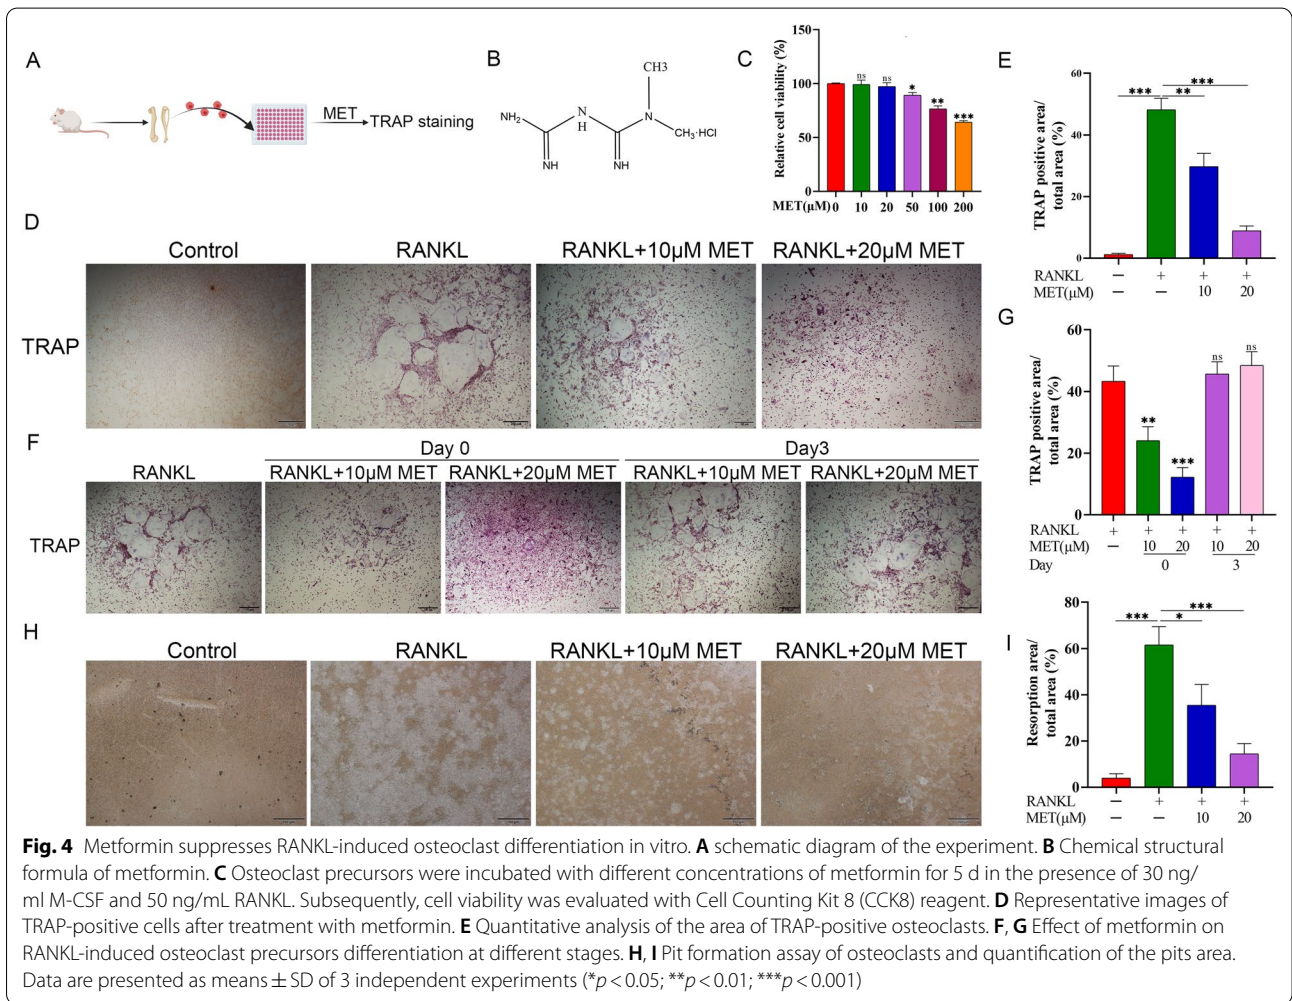 A
MET
TRAP staining
B
CH3
NH2
N
H
N
CH3·HCl
NH
NH
C
Relative cell viability (%)
150
100
50
0
ns
ns
*
**
***
MET(μM) 0 10 20 50 100 200
D
Control
RANKL
RANKL+10μM MET
RANKL+20μM MET
TRAP
E
TRAP positive area/
total area (%)
60
40
20
0
***
**
***
RANKL — + + +
MET(μM) — — 10 20
F
Day 0
Day3
RANKL
RANKL+10μM MET
RANKL+20μM MET
RANKL+10μM MET
RANKL+20μM MET
TRAP
G
TRAP positive area/
total area (%)
60
40
20
0
**
***
ns
ns
RANKL + + + + +
MET(μM) — 10 20 10 20
Day 0 3
H
Control
RANKL
RANKL+10μM MET
RANKL+20μM MET
I
Resorption area/
total area (%)
80
60
40
20
0
***
*
***
RANKL — + + +
MET(μM) — — 10 20
Fig. 4 Metformin suppresses RANKL-induced osteoclast differentiation in vitro. A schematic diagram of the experiment. B Chemical structural
formula of metformin. C Osteoclast precursors were incubated with different concentrations of metformin for 5 d in the presence of 30 ng/
ml M-CSF and 50 ng/mL RANKL. Subsequently, cell viability was evaluated with Cell Counting Kit 8 (CCK8) reagent. D Representative images of
TRAP-positive cells after treatment with metformin. E Quantitative analysis of the area of TRAP-positive osteoclasts. F, G Effect of metformin on
RANKL-induced osteoclast precursors differentiation at different stages. H, I Pit formation assay of osteoclasts and quantification of the pits area.
Data are presented as means ± SD of 3 independent experiments (*p < 0.05; **p < 0.01; ***p < 0.001)